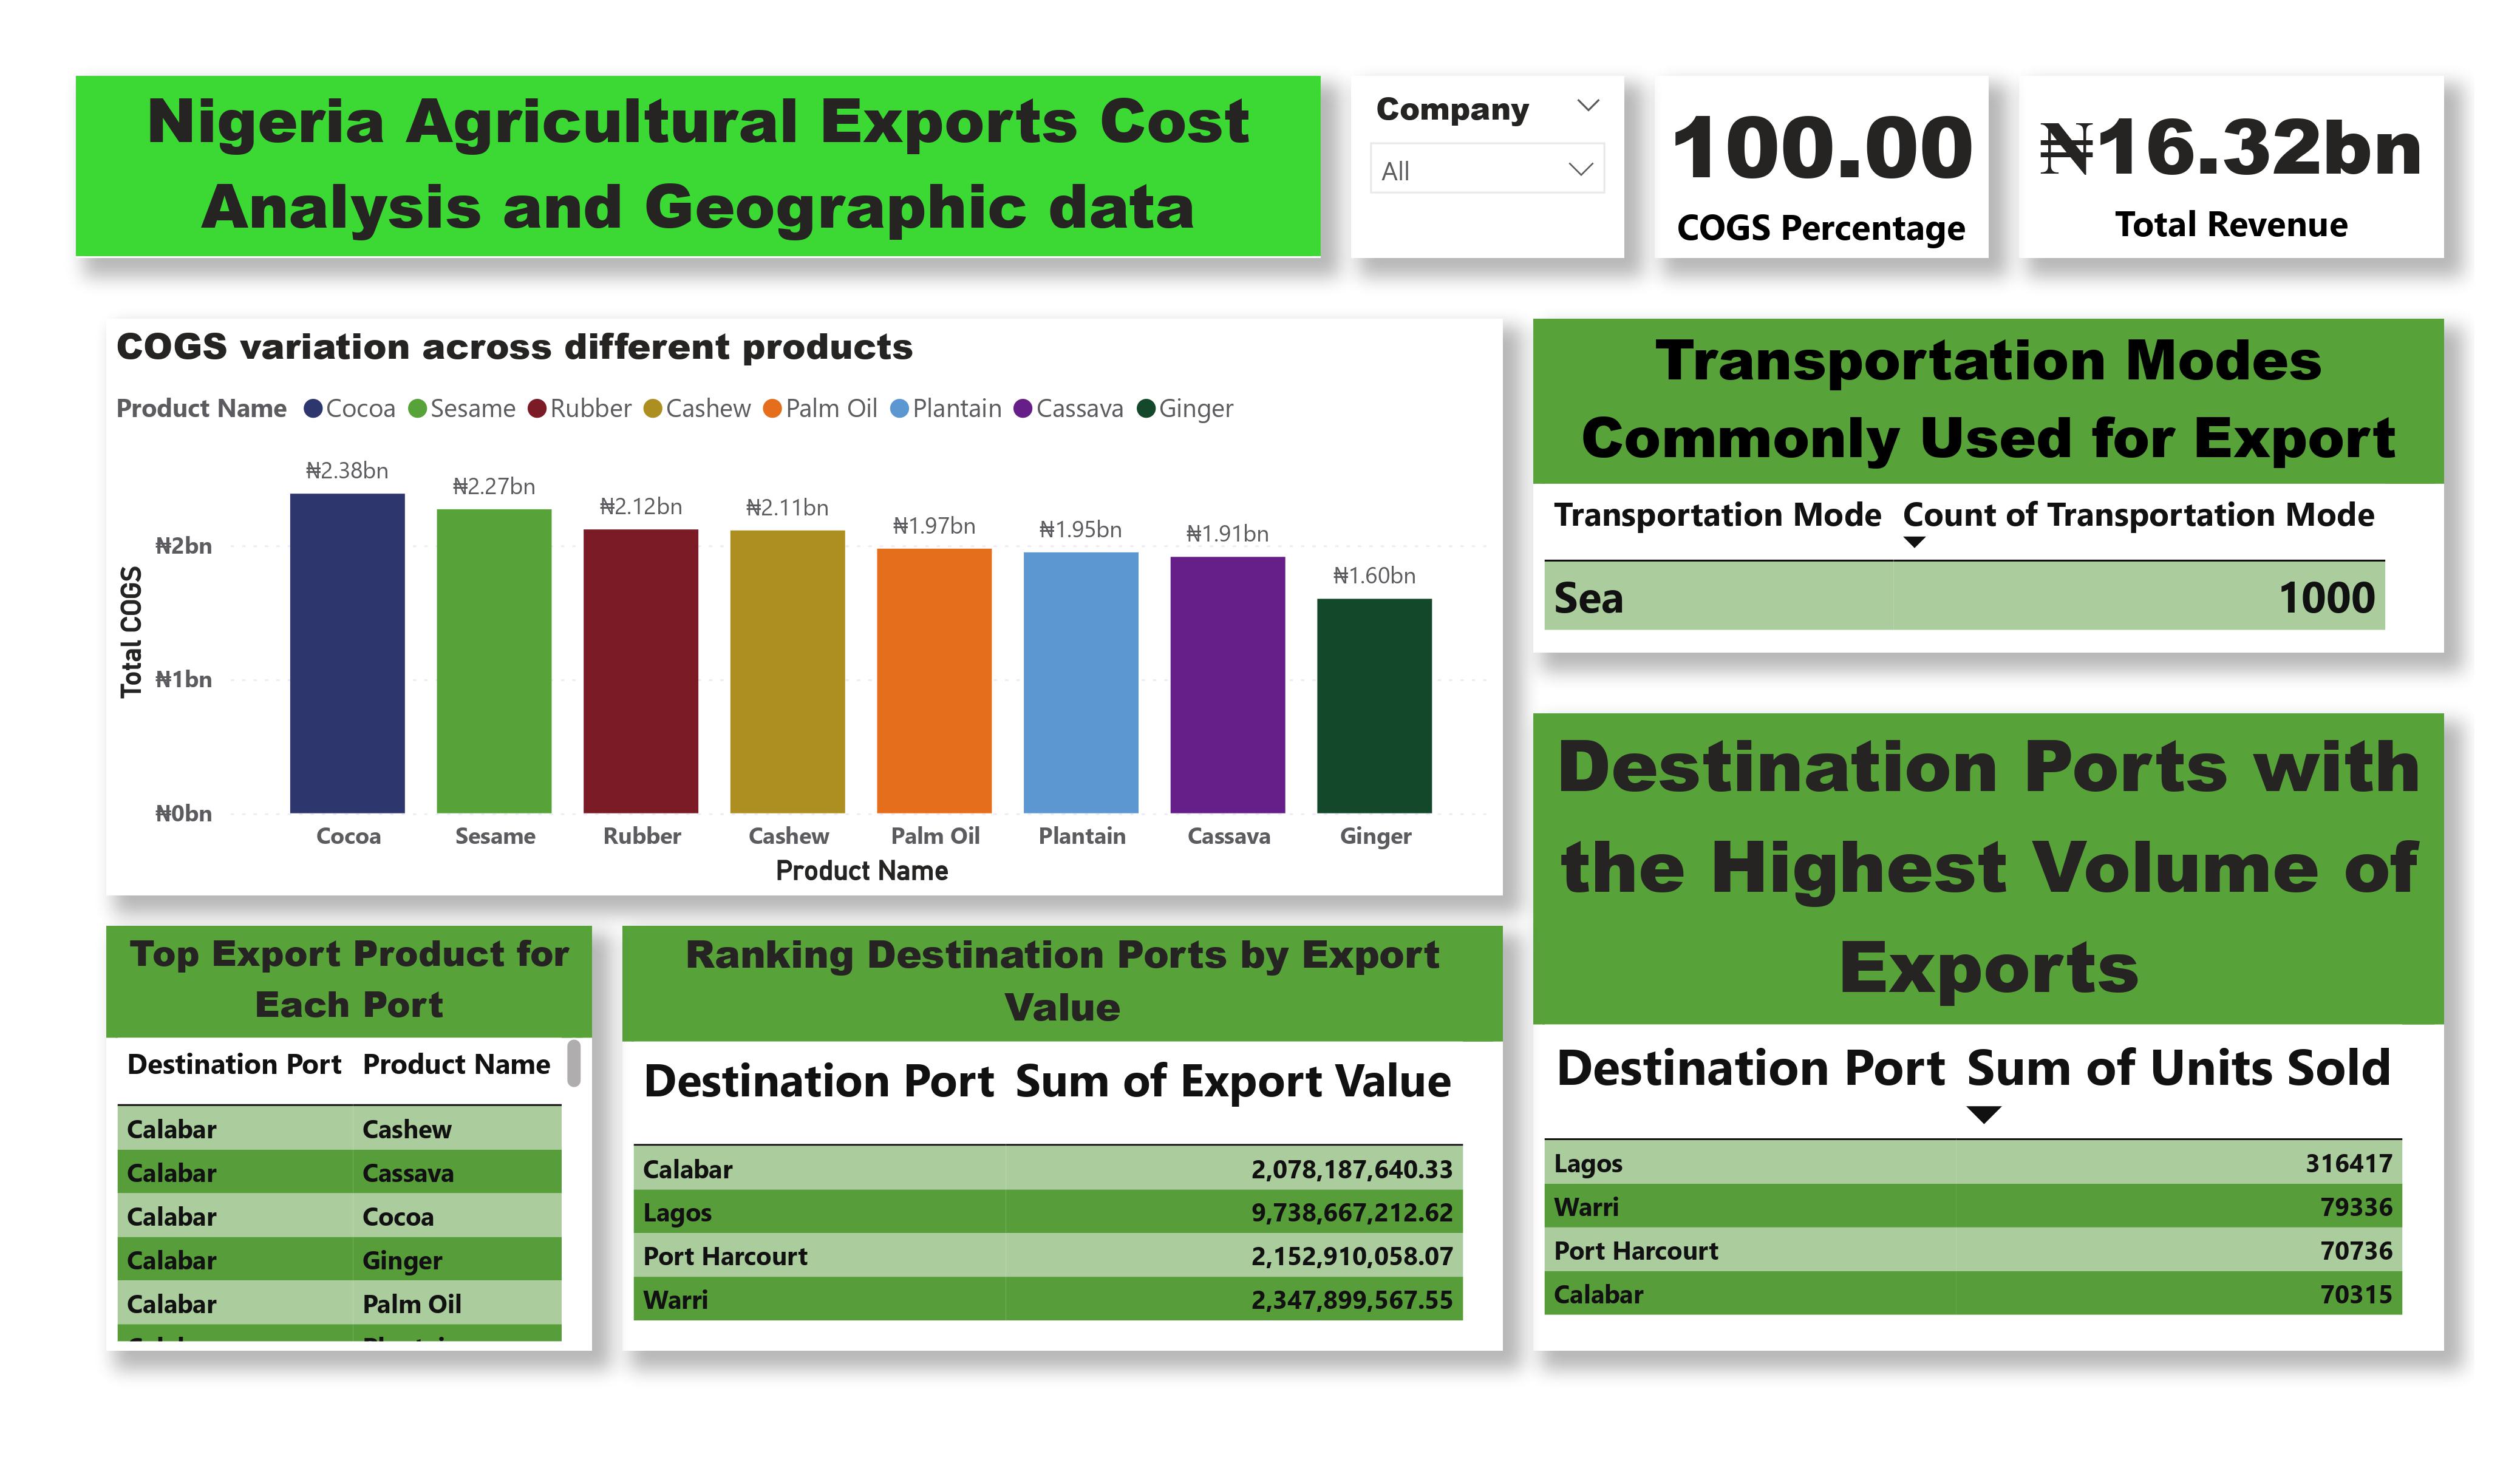 Nigeria Agricultural Exports Cost
Analysis and Geographic data
Company
All
100.00
COGS Percentage
₦16.32bn
Total Revenue
COGS variation across different products
Product Name Cocoa Sesame Rubber Cashew Palm Oil Plantain Cassava Ginger
Total COGS
₦2bn
₦1bn
₦0bn
₦2.38bn
₦2.27bn
₦2.12bn
₦2.11bn
₦1.97bn
₦1.95bn
₦1.91bn
₦1.60bn
Cocoa Sesame Rubber Cashew Palm Oil Plantain Cassava Ginger
Product Name
Transportation Modes
Commonly Used for Export
Transportation Mode Count of Transportation Mode
Sea 1000
Top Export Product for
Each Port
Destination Port Product Name
Calabar Cashew
Calabar Cassava
Calabar Cocoa
Calabar Ginger
Calabar Palm Oil
Ranking Destination Ports by Export
Value
Destination Port Sum of Export Value
Calabar 2,078,187,640.33
Lagos 9,738,667,212.62
Port Harcourt 2,152,910,058.07
Warri 2,347,899,567.55
Destination Ports with
the Highest Volume of
Exports
Destination Port Sum of Units Sold
Lagos 316417
Warri 79336
Port Harcourt 70736
Calabar 70315